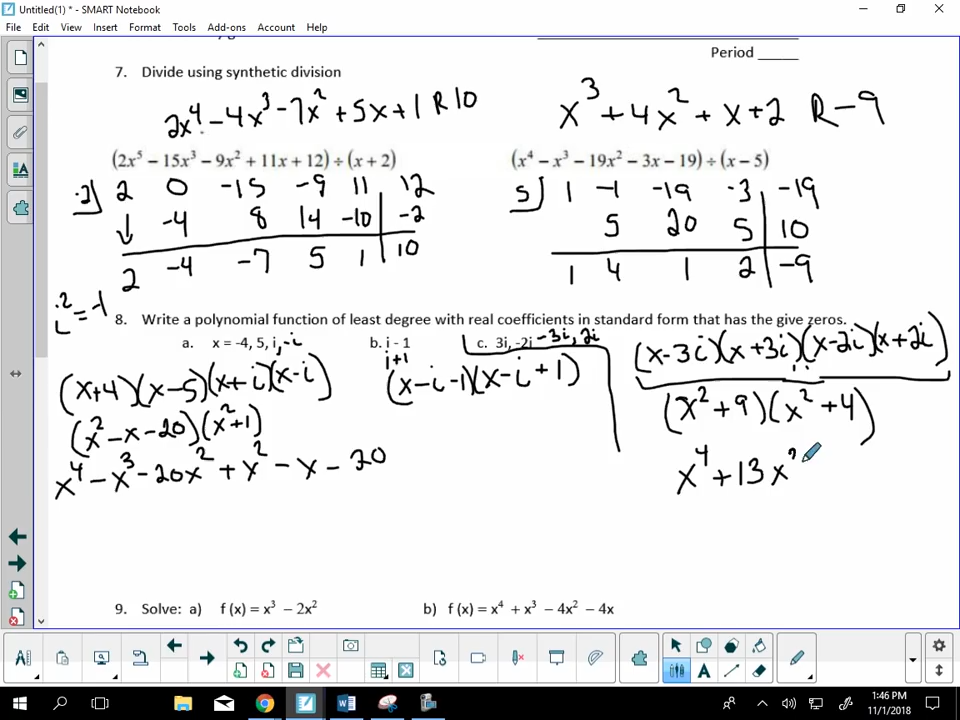 Untitled(1) * - SMART Notebook
File Edit View Insert Format Tools Add-ons Account Help
Period _____
7. Divide using synthetic division
2x⁴ - 4x³ - 7x² + 5x + 1 R 10
x³ + 4x² + x + 2 R - 9
(2x⁵ − 15x³ − 9x² + 11x + 12) ÷ (x + 2)
(x⁴ − x³ − 19x² − 3x − 19) ÷ (x − 5)
-2) 2 0 -15 -9 11 12
↓ -4 8 14 -10 -2
2 -4 -7 5 1 10
5) 1 -1 -19 -3 -19
5 20 5 10
1 4 1 2 -9
i² = -1
8. Write a polynomial function of least degree with real coefficients in standard form that has the give zeros.
a. x = -4, 5, i, -i
(x+4)(x-5)(x+i)(x-i)
(x² - x - 20)(x² + 1)
x⁴ - x³ - 20x² + x² - x - 20
b. i - 1
i+1
(x - i - 1)(x - i + 1)
c. 3i, -2i -3i, 2i
(x-3i)(x+3i)(x-2i)(x+2i)
(x² + 9)(x² + 4)
x⁴ + 13x²
9. Solve: a) f (x) = x³ − 2x²
b) f (x) = x⁴ + x³ − 4x² − 4x
1:46 PM
11/1/2018